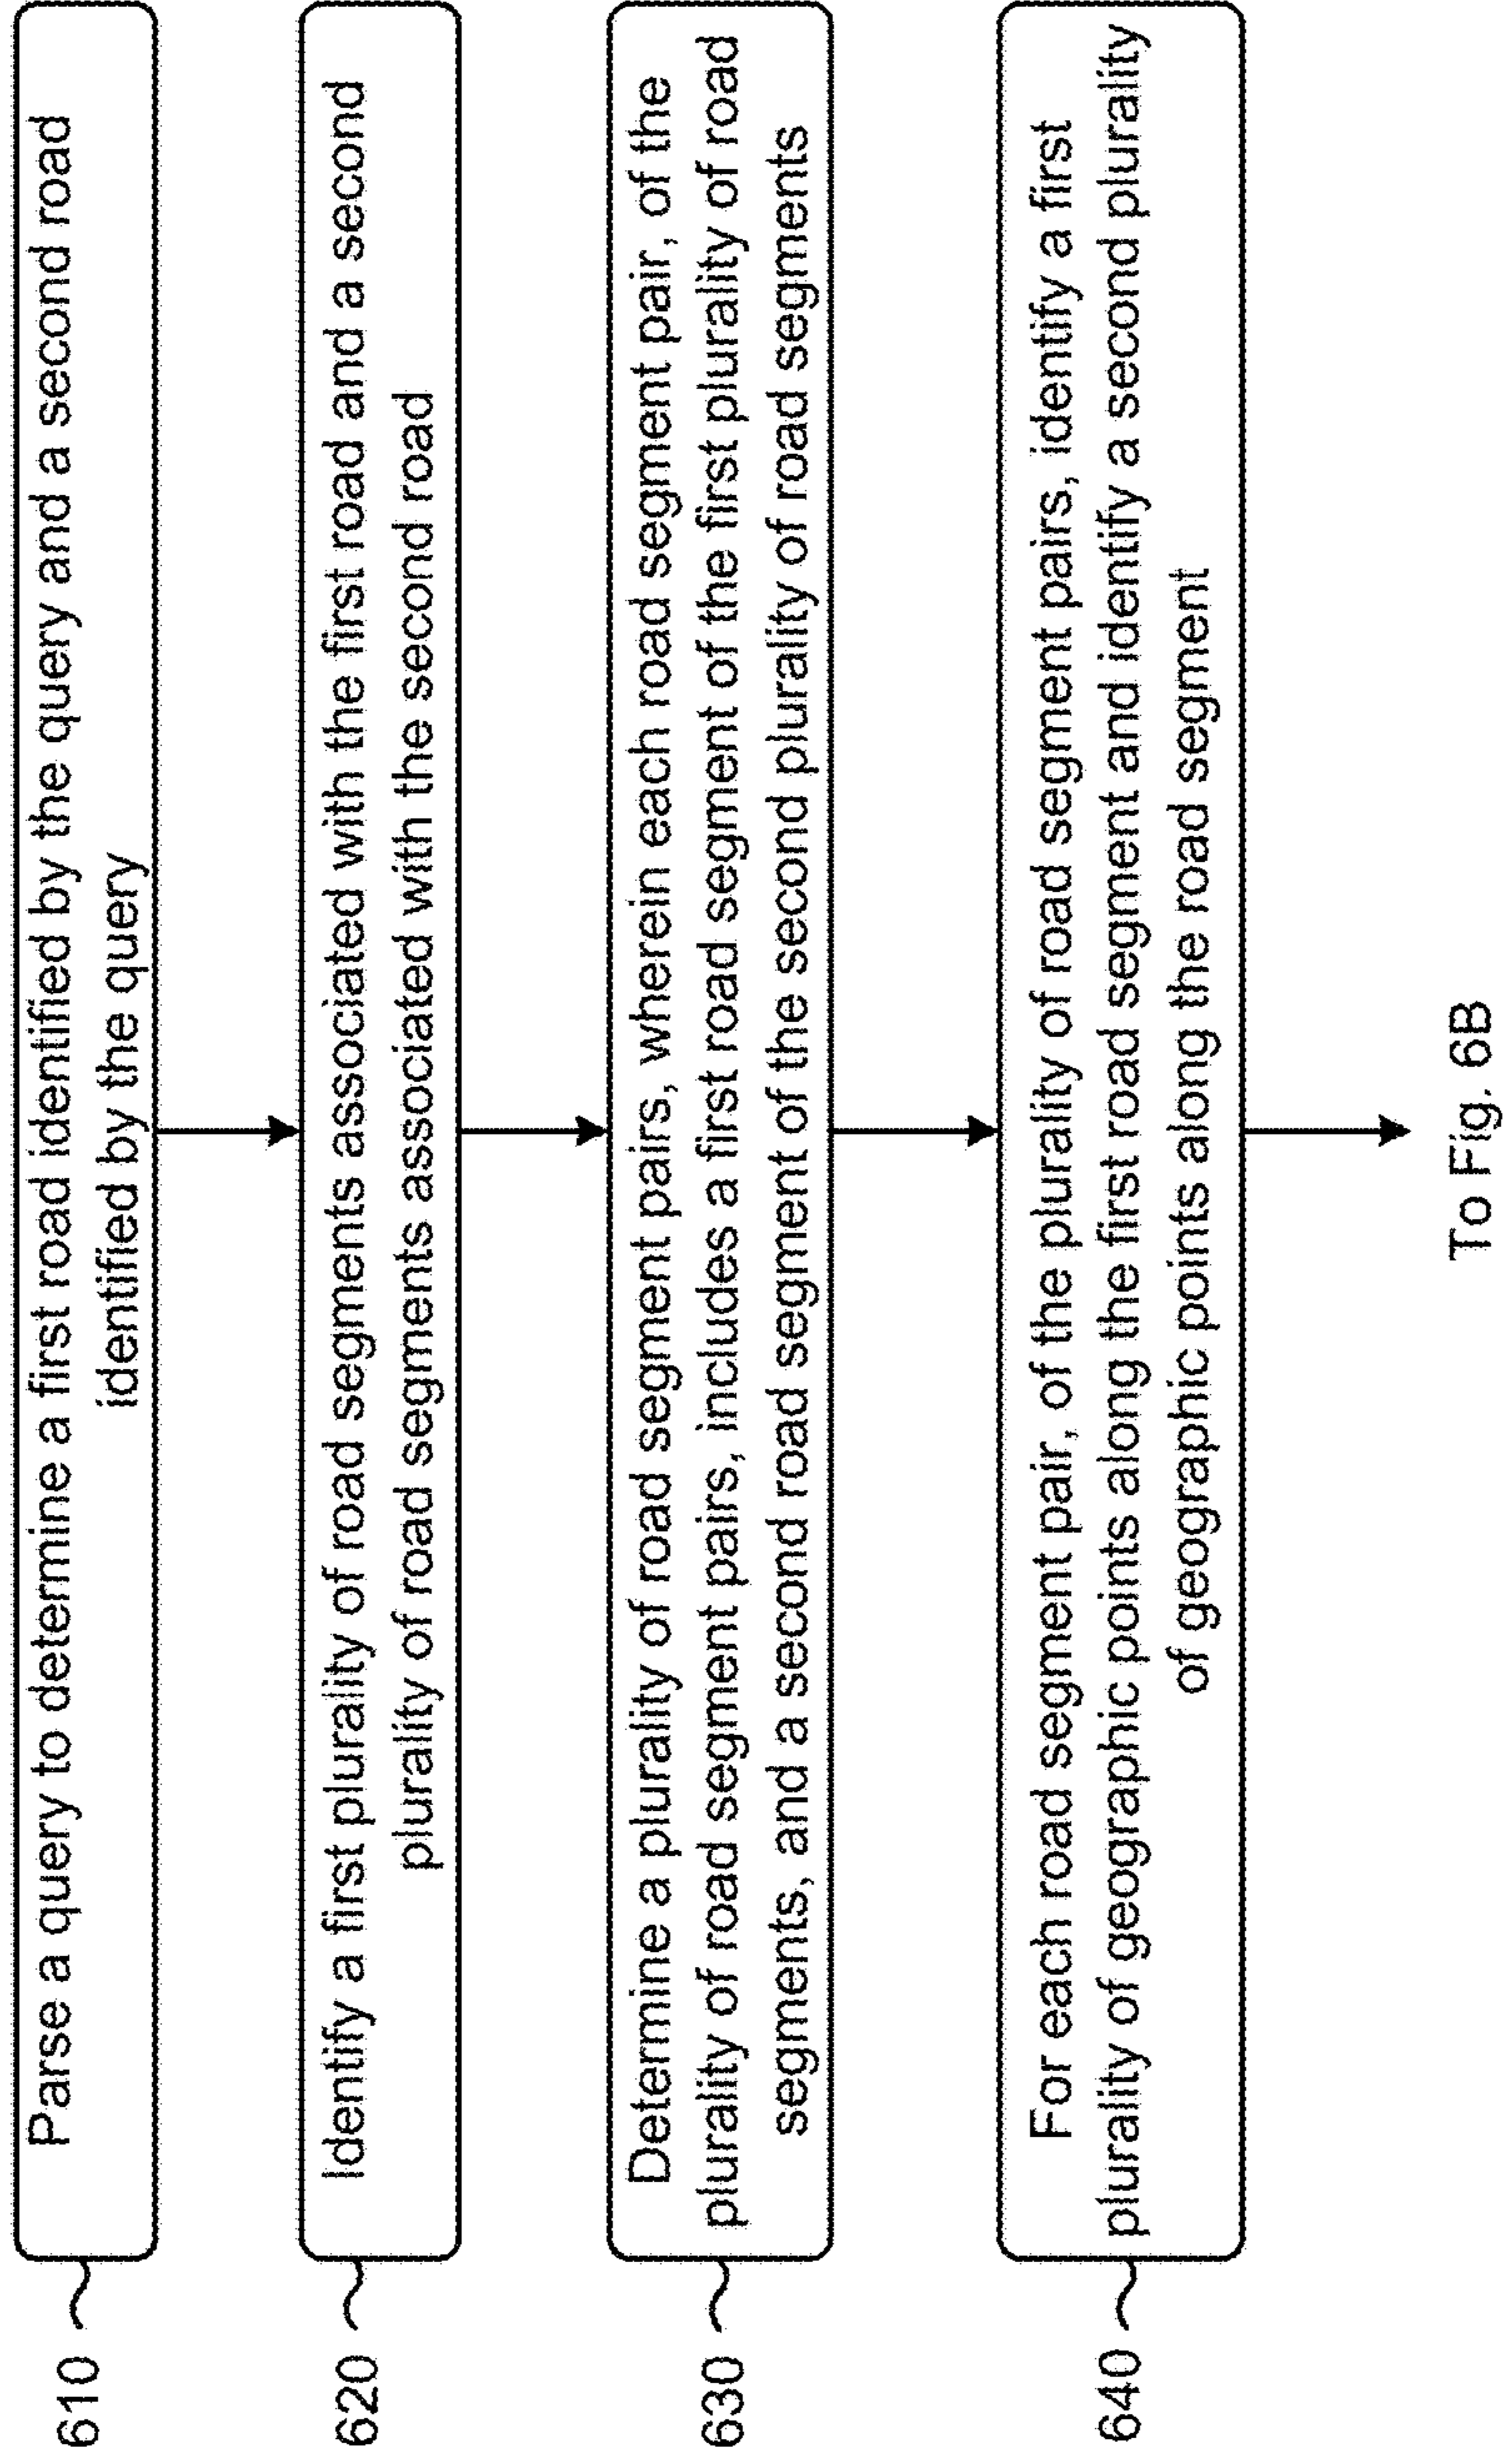 610
Parse a query to determine a first road identified by the query and a second road
identified by the query
620
Identify a first plurality of road segments associated with the first road and a second
plurality of road segments associated with the second road
630
Determine a plurality of road segment pairs, wherein each road segment pair, of the
plurality of road segment pairs, includes a first road segment of the first plurality of road
segments, and a second road segment of the second plurality of road segments
640
For each road segment pair, of the plurality of road segment pairs, identify a first
plurality of geographic points along the first road segment and identify a second plurality
of geographic points along the road segment
To Fig. 6B